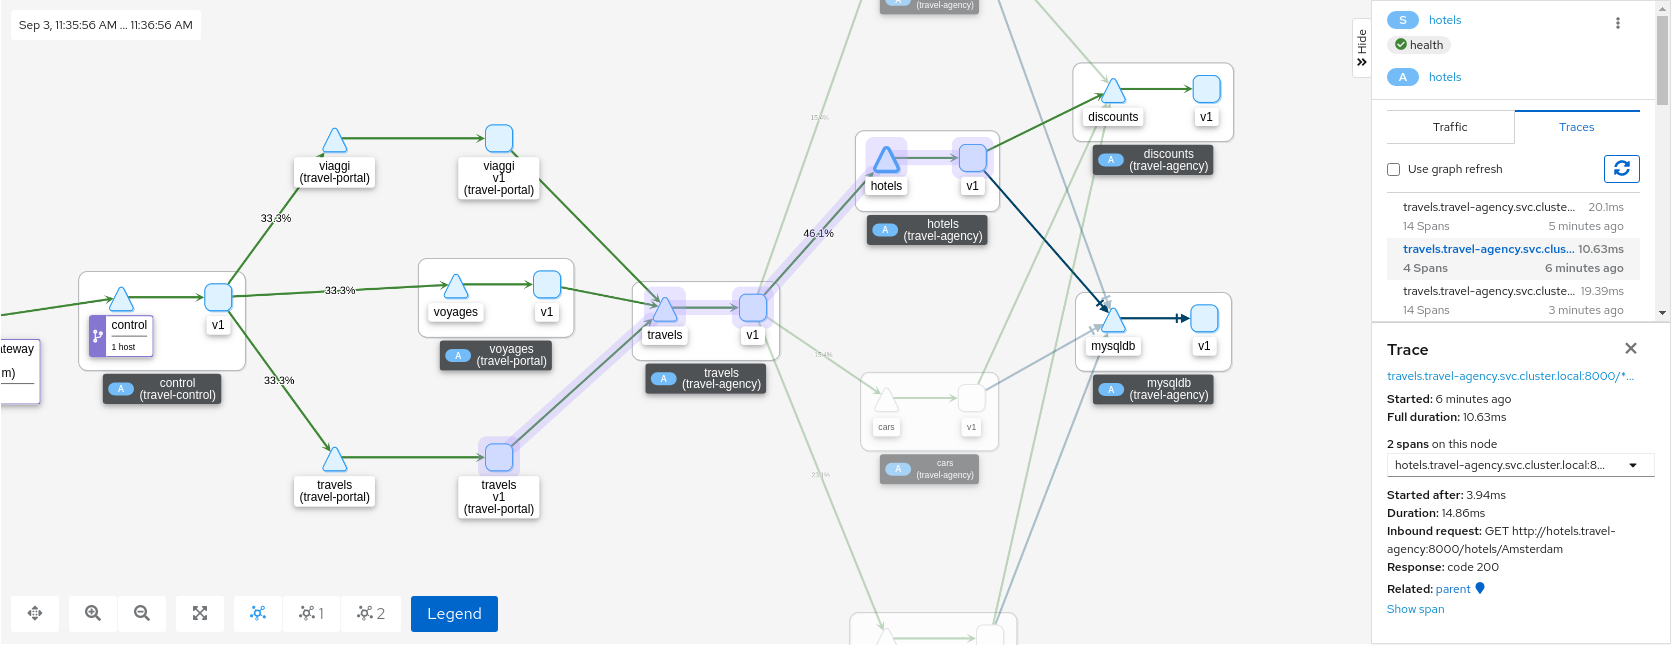 Sep 3, 11:35:56 AM ... 11:36:56 AM
(travel-agency)
Hide
viaggi
(travel-portal)
viaggi
v1
(travel-portal)
33.3%
control
1 host
v1
A control
(travel-control)
ateway
m)
33.3%
voyages
v1
A voyages
(travel-portal)
33.3%
travels
(travel-portal)
travels
v1
(travel-portal)
travels
v1
A travels
(travel-agency)
46.1%
hotels
v1
A hotels
(travel-agency)
discounts
v1
A discounts
(travel-agency)
mysqldb
v1
A mysqldb
(travel-agency)
cars
v1
A cars
(travel-agency)
1
2
Legend
S hotels
health
A hotels
Traffic
Traces
Use graph refresh
travels.travel-agency.svc.cluste... 20.1ms
14 Spans 5 minutes ago
travels.travel-agency.svc.clus... 10.63ms
4 Spans 6 minutes ago
travels.travel-agency.svc.cluste... 19.39ms
14 Spans 3 minutes ago
Trace
travels.travel-agency.svc.cluster.local:8000/*...
Started: 6 minutes ago
Full duration: 10.63ms
2 spans on this node
hotels.travel-agency.svc.cluster.local:8...
Started after: 3.94ms
Duration: 14.86ms
Inbound request: GET http://hotels.travel-
agency:8000/hotels/Amsterdam
Response: code 200
Related: parent
Show span